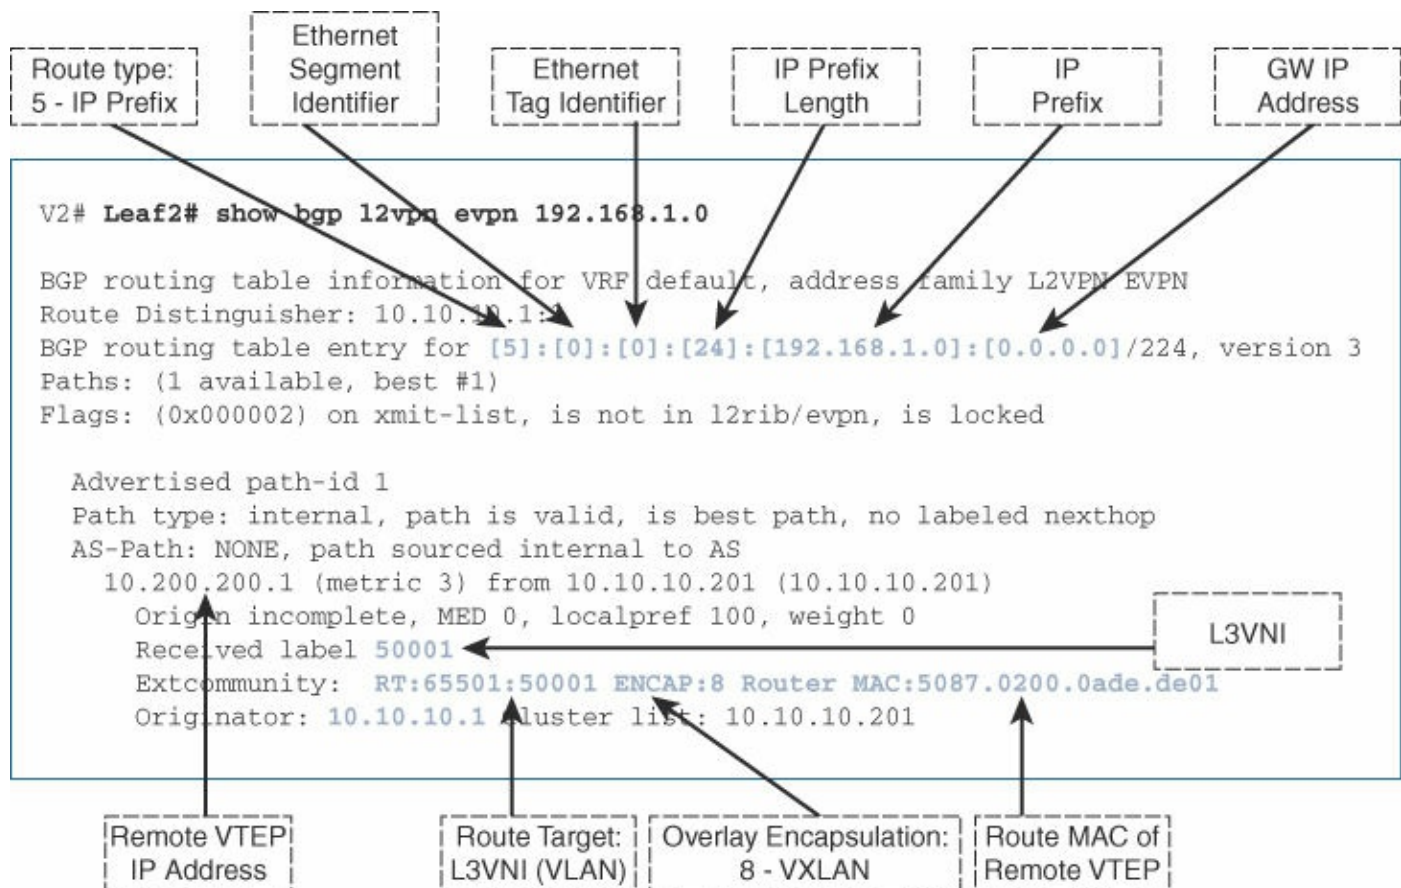 Route type:
5 - IP Prefix
Ethernet
Segment
Identifier
Ethernet
Tag Identifier
IP Prefix
Length
IP
Prefix
GW IP
Address
V2# Leaf2# show bgp l2vpn evpn 192.168.1.0
BGP routing table information for VRF default, address family L2VPN EVPN
Route Distinguisher: 10.10.10.1:
BGP routing table entry for [5]:[0]:[0]:[24]:[192.168.1.0]:[0.0.0.0]/224, version 3
Paths: (1 available, best #1)
Flags: (0x000002) on xmit-list, is not in l2rib/evpn, is locked
Advertised path-id 1
Path type: internal, path is valid, is best path, no labeled nexthop
AS-Path: NONE, path sourced internal to AS
10.200.200.1 (metric 3) from 10.10.10.201 (10.10.10.201)
Origin incomplete, MED 0, localpref 100, weight 0
Received label 50001
L3VNI
Extcommunity: RT:65501:50001 ENCAP:8 Router MAC:5087.0200.0ade.de01
Originator: 10.10.10.1 Cluster list: 10.10.10.201
Remote VTEP
IP Address
Route Target:
L3VNI (VLAN)
Overlay Encapsulation:
8 - VXLAN
Route MAC of
Remote VTEP